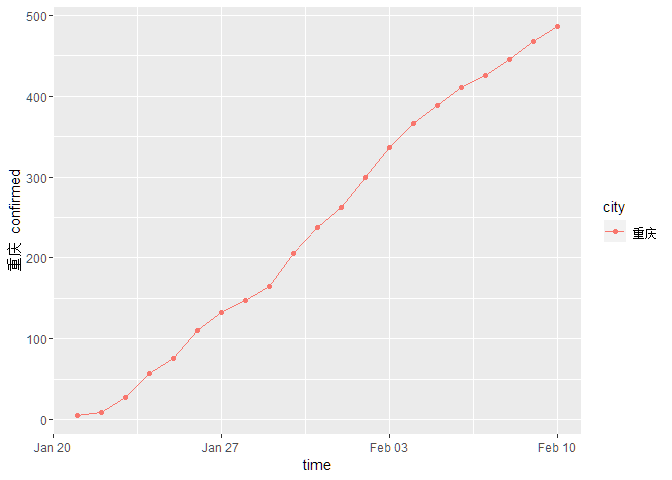 500
400
300
200
100
0
重庆 confirmed
Jan 20
Jan 27
Feb 03
Feb 10
time
city
重庆